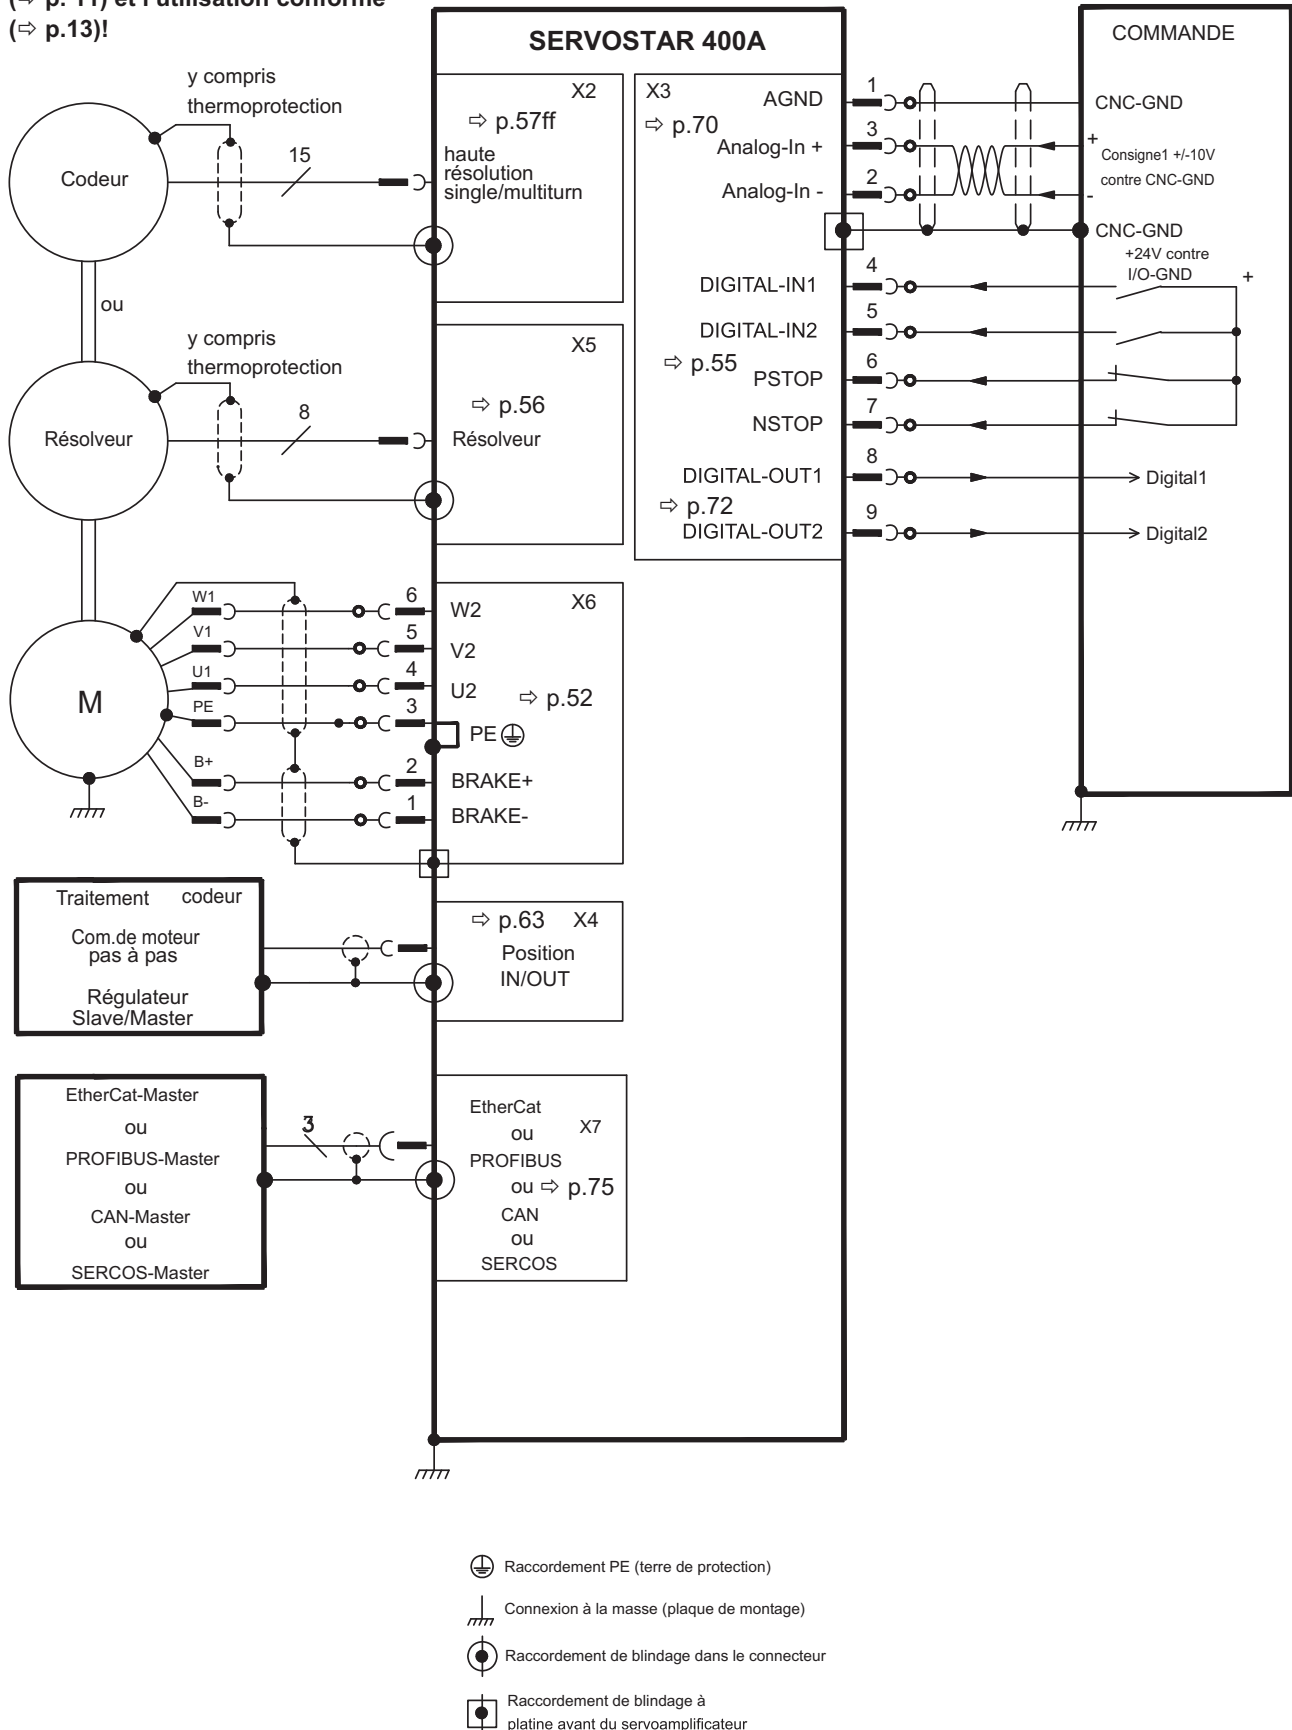 (⇨ p. 11) et l'utilisation conforme
(⇨ p.13)!
SERVOSTAR 400A
COMMANDE
y compris
thermoprotection
Codeur
15
X2
⇨ p.57ff
haute
résolution
single/multiturn
ou
y compris
thermoprotection
Résolveur
8
X5
⇨ p.56
Résolveur
X3
⇨ p.70
AGND
1
CNC-GND
Analog-In +
3
+
Consigne1 +/-10V
contre CNC-GND
Analog-In -
2
-
CNC-GND
+24V contre
I/O-GND
+
DIGITAL-IN1
4
DIGITAL-IN2
5
⇨ p.55
PSTOP
6
NSTOP
7
DIGITAL-OUT1
8
Digital1
⇨ p.72
DIGITAL-OUT2
9
Digital2
M
W1
6
W2
X6
V1
5
V2
U1
4
U2
⇨ p.52
PE
3
PE
B+
2
BRAKE+
B-
1
BRAKE-
Traitement codeur
Com.de moteur
pas à pas
Régulateur
Slave/Master
⇨ p.63 X4
Position
IN/OUT
EtherCat-Master
ou
PROFIBUS-Master
ou
CAN-Master
ou
SERCOS-Master
3
EtherCat
ou
X7
PROFIBUS
ou ⇨ p.75
CAN
ou
SERCOS
Raccordement PE (terre de protection)
Connexion à la masse (plaque de montage)
Raccordement de blindage dans le connecteur
Raccordement de blindage à
platine avant du servoamplificateur